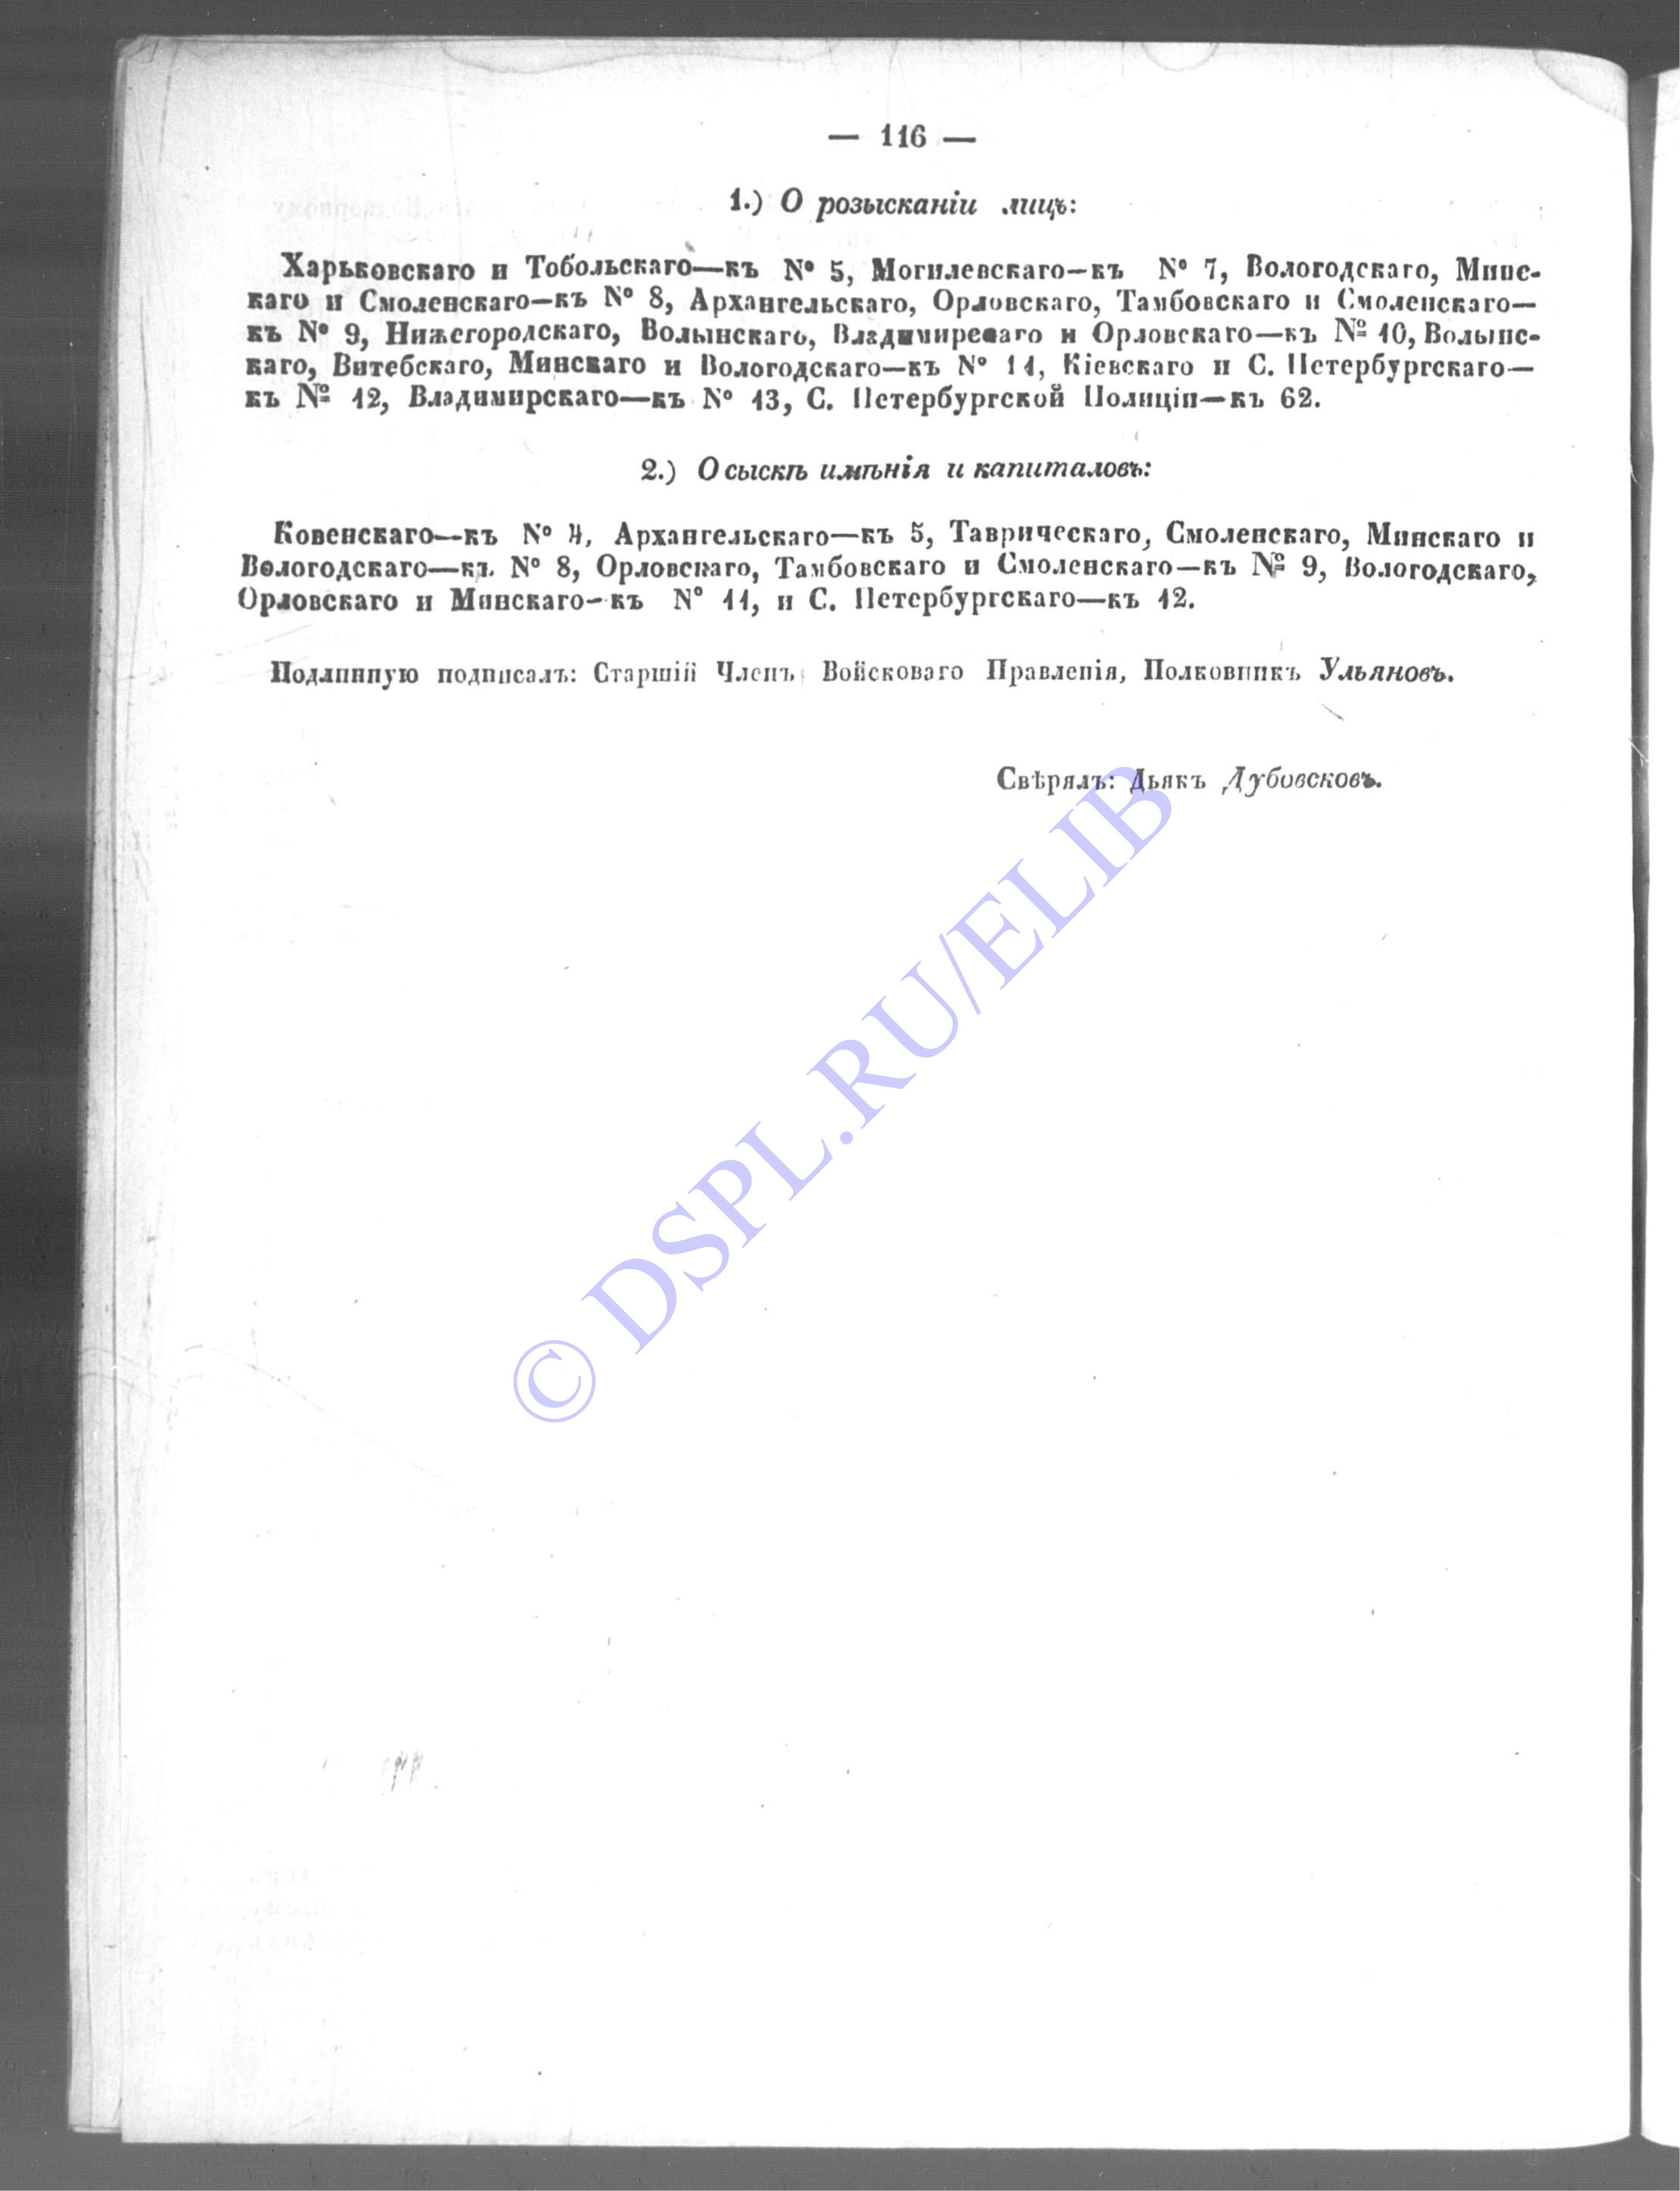 — 116 —
1.) О розысканіи лицъ:
Харьковскаго и Тобольскаго—къ № 5, Могилевскаго—къ № 7, Вологодскаго, Минс-
каго и Смоленскаго—къ № 8, Архангельскаго, Орловскаго, Тамбовскаго и Смоленскаго—
къ № 9, Нижегородскаго, Волынскаго, Владимирскаго и Орловскаго—къ № 10, Волынс-
каго, Витебскаго, Минскаго и Вологодскаго—къ № 11, Кіевскаго и С. Петербургскаго—
къ № 12, Владимирскаго—къ № 13, С. Петербургской Полиціи—къ 62.
2.) О сыскѣ имѣнія и капиталовъ:
Ковенскаго—къ № 4, Архангельскаго—къ 5, Таврическаго, Смоленскаго, Минскаго и
Вологодскаго—къ № 8, Орловскаго, Тамбовскаго и Смоленскаго—къ № 9, Вологодскаго,
Орловскаго и Минскаго—къ № 11, и С. Петербургскаго—къ 12.
Подлинную подписалъ: Старшій Членъ Войсковаго Правленія, Полковникъ Ульяновъ.
Свѣрялъ: Дьякъ Дубовсковъ.
© DSPL.RU/ELIB